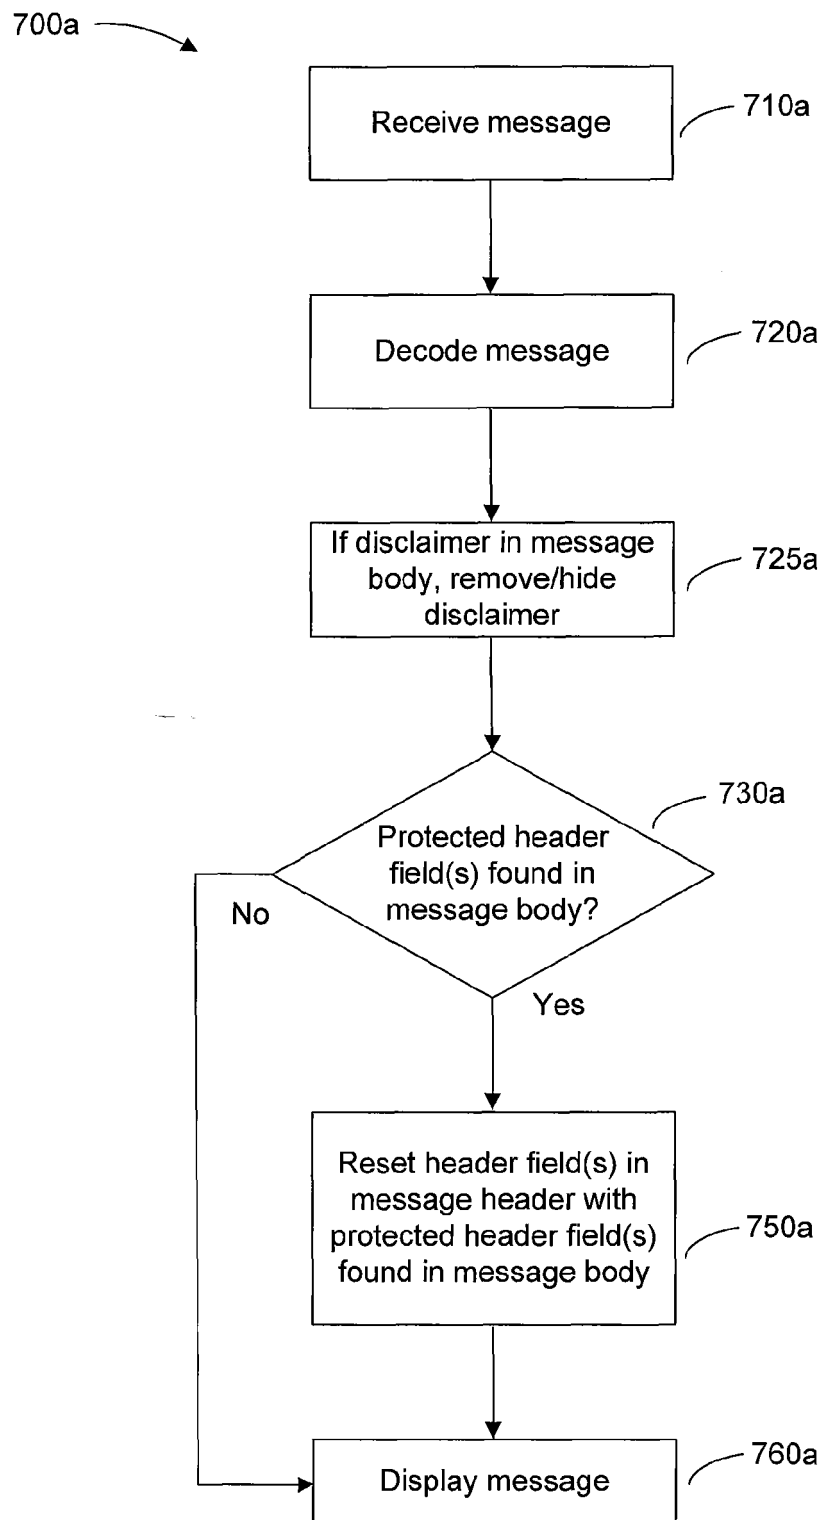 700a
Receive message
710a
Decode message
720a
If disclaimer in message
body, remove/hide
disclaimer
725a
Protected header
field(s) found in
message body?
730a
No
Yes
Reset header field(s) in
message header with
protected header field(s)
found in message body
750a
Display message
760a